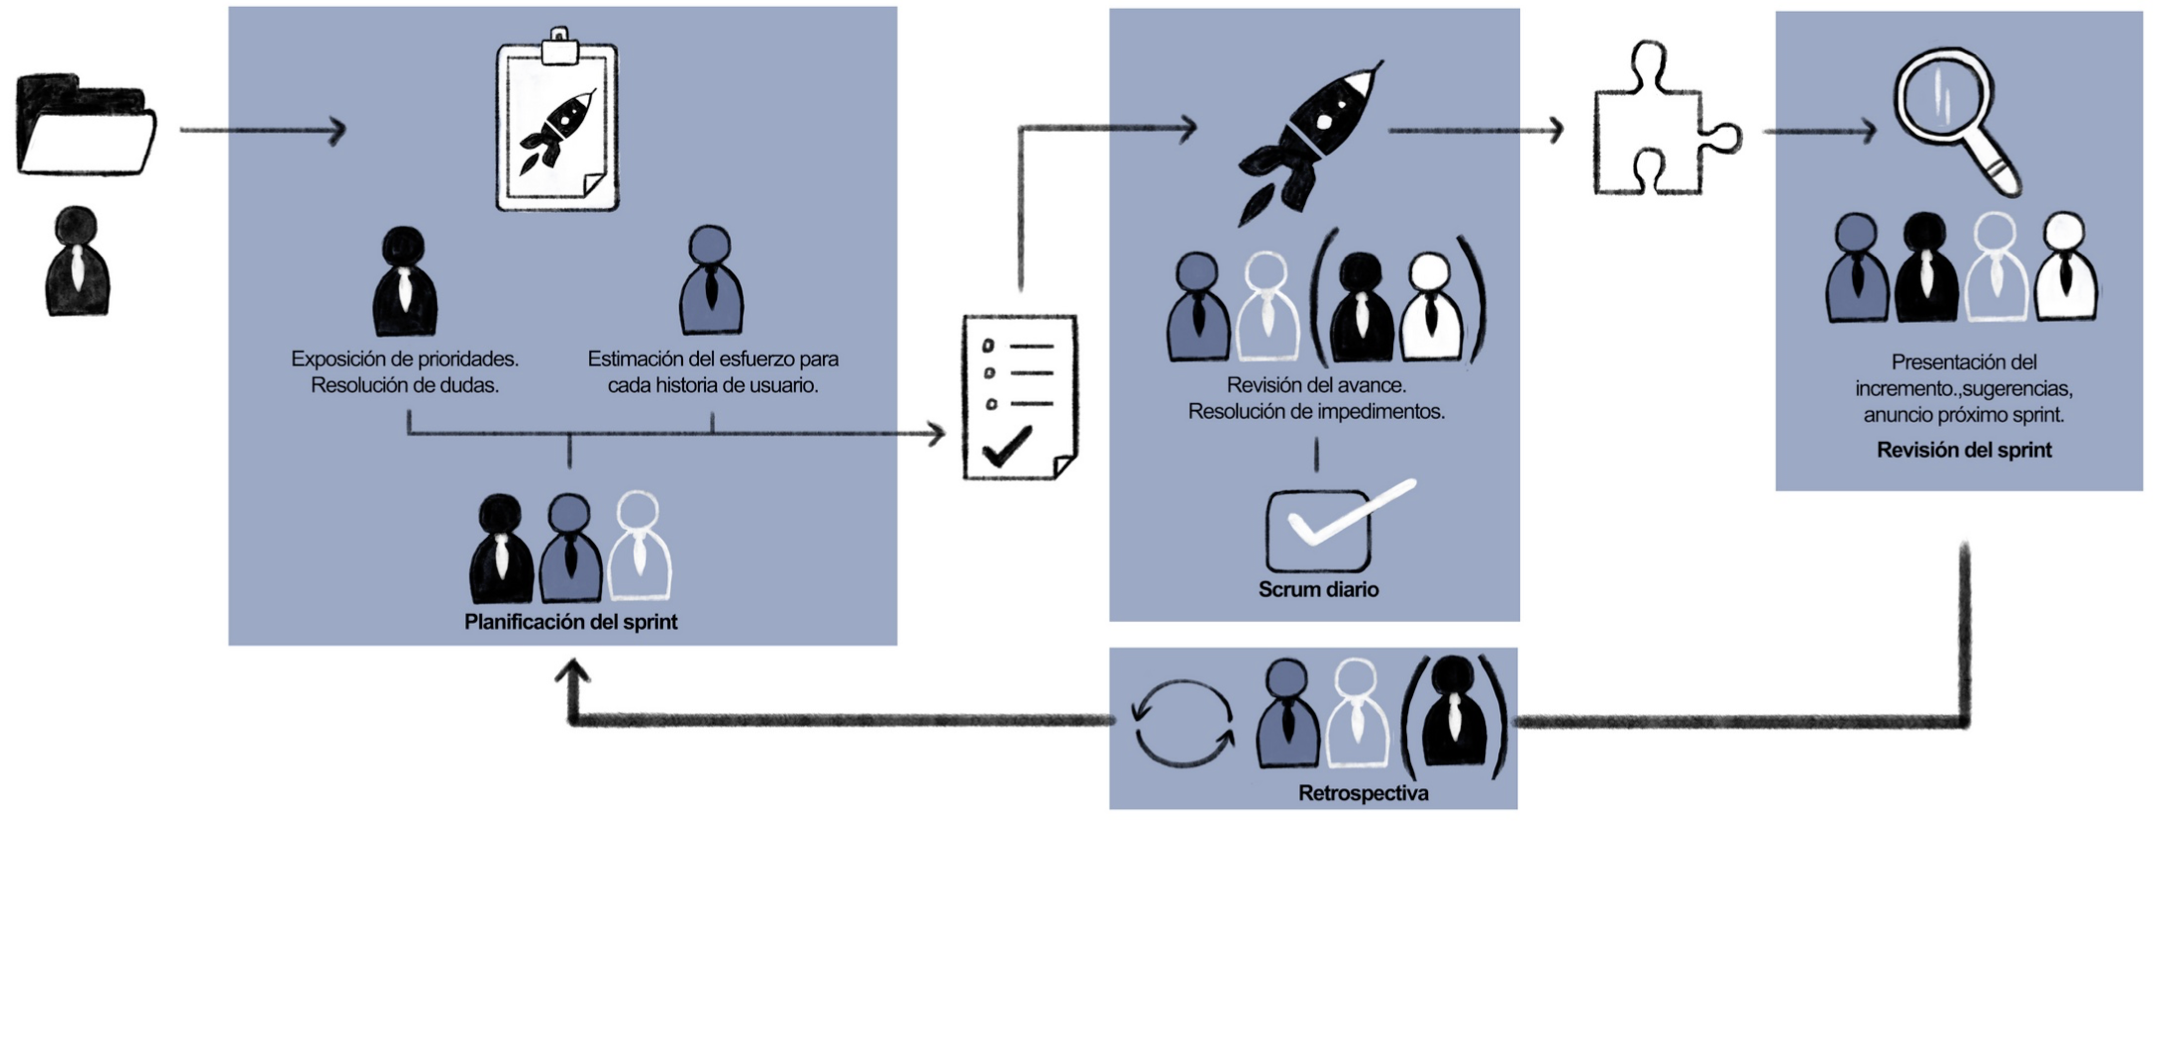 Exposición de prioridades.
Resolución de dudas.
Estimación del esfuerzo para
cada historia de usuario.
Planificación del sprint
Revisión del avance.
Resolución de impedimentos.
Scrum diario
Presentación del
incremento.,sugerencias,
anuncio próximo sprint.
Revisión del sprint
Retrospectiva